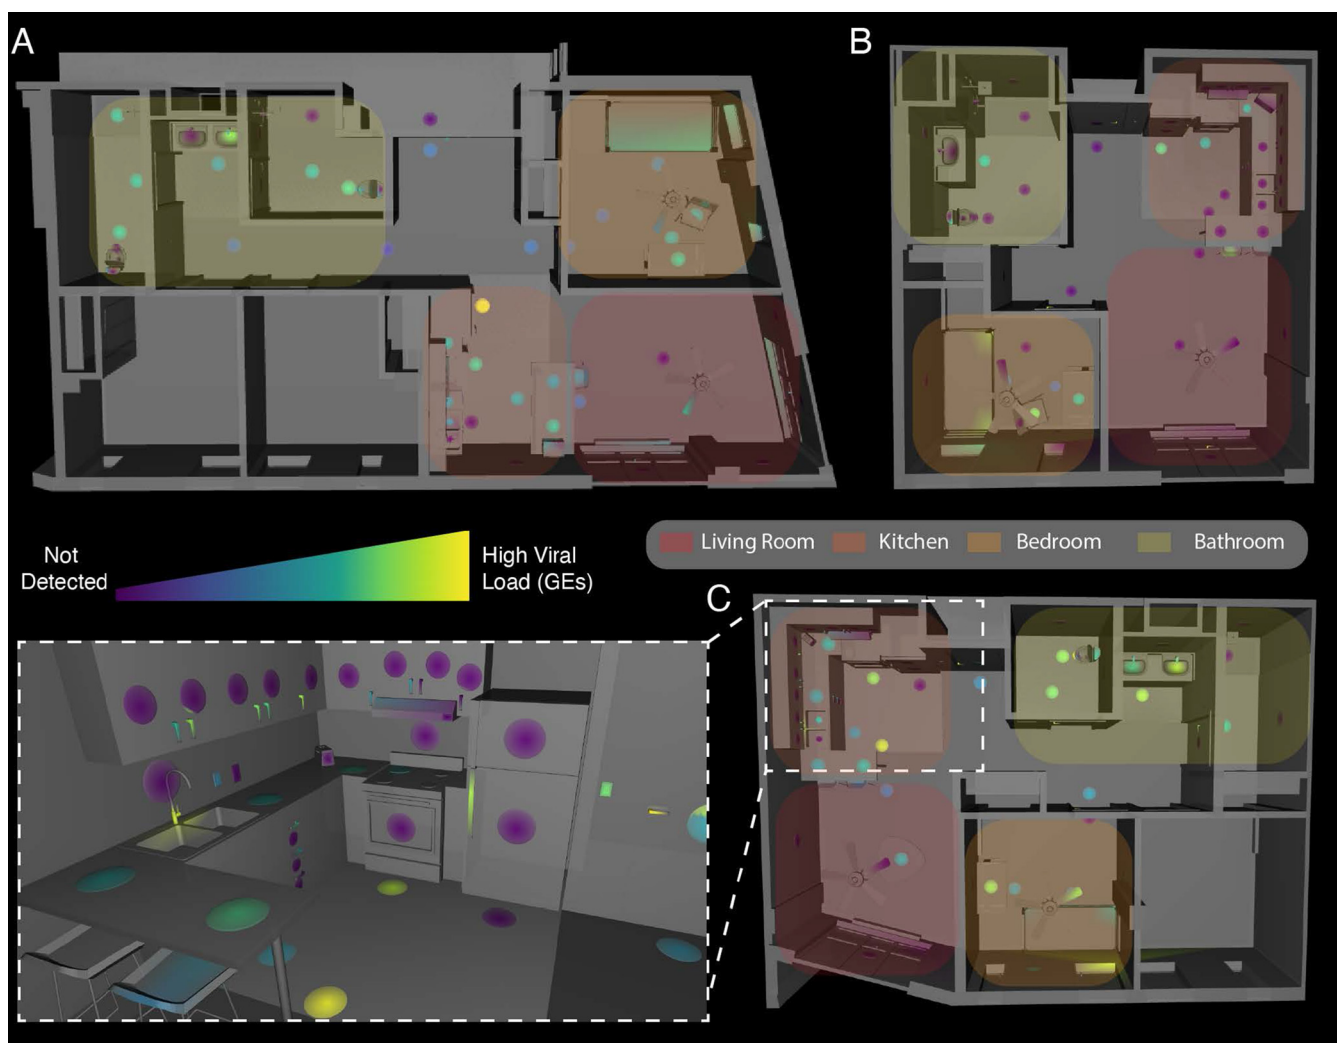 A
B
Not
Detected
High Viral
Load (GEs)
Living Room
Kitchen
Bedroom
Bathroom
C